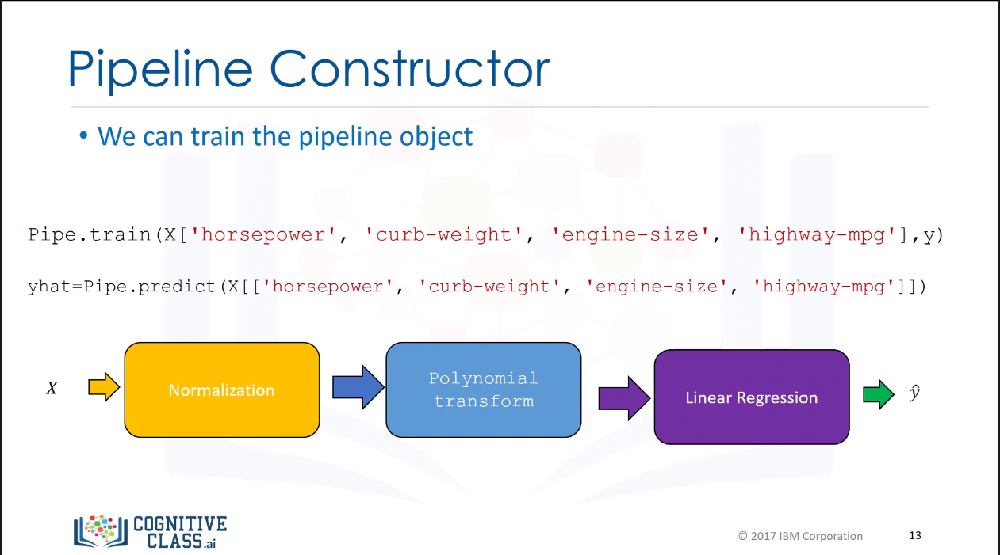 Pipeline Constructor
• We can train the pipeline object
Pipe.train(X['horsepower', 'curb-weight', 'engine-size', 'highway-mpg'],y)
yhat=Pipe.predict(X[['horsepower', 'curb-weight', 'engine-size', 'highway-mpg']])
X
Normalization
Polynomial
transform
Linear Regression
ŷ
COGNITIVE
CLASS.ai
© 2017 IBM Corporation
13